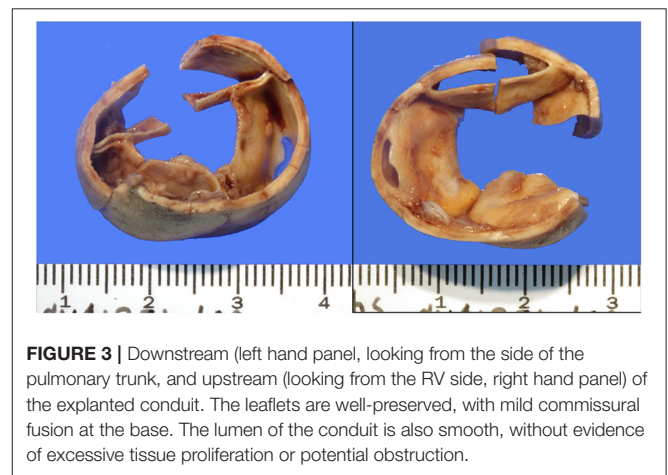 1 2 3 4 1 2 3
FIGURE 3 | Downstream (left hand panel, looking from the side of the
pulmonary trunk, and upstream (looking from the RV side, right hand panel) of
the explanted conduit. The leaflets are well-preserved, with mild commissural
fusion at the base. The lumen of the conduit is also smooth, without evidence
of excessive tissue proliferation or potential obstruction.